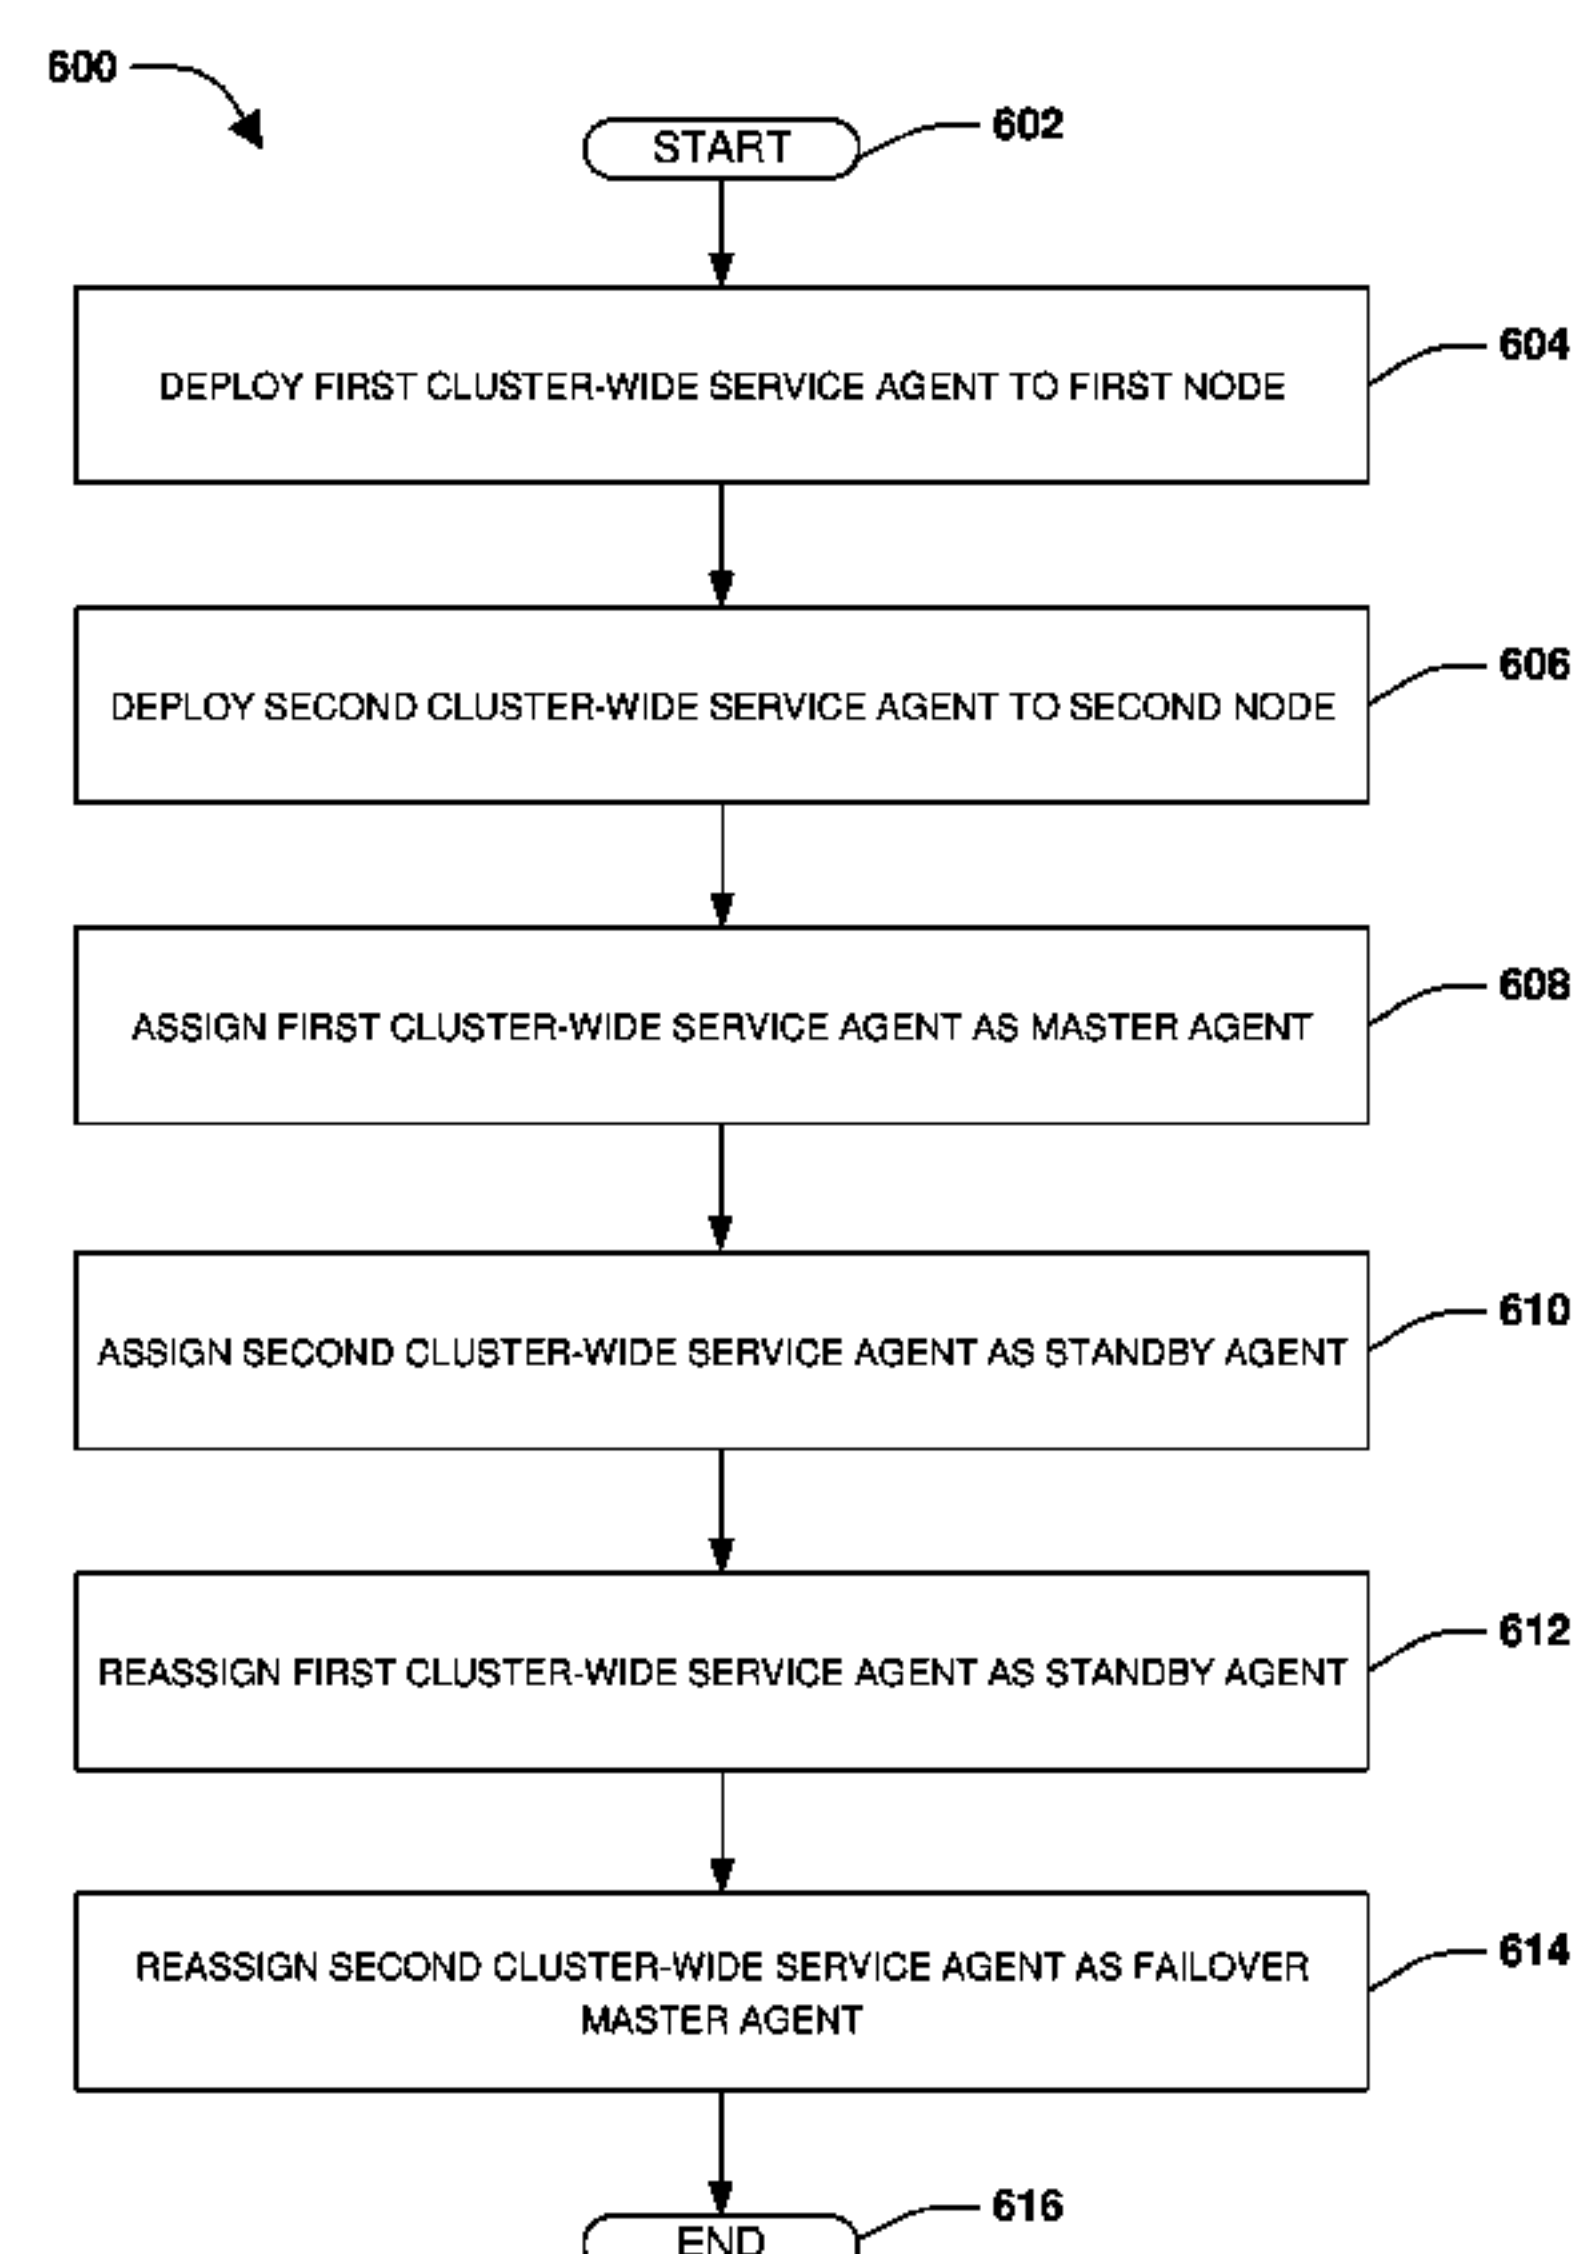 600
START
602
DEPLOY FIRST CLUSTER-WIDE SERVICE AGENT TO FIRST NODE
604
DEPLOY SECOND CLUSTER-WIDE SERVICE AGENT TO SECOND NODE
606
ASSIGN FIRST CLUSTER-WIDE SERVICE AGENT AS MASTER AGENT
608
ASSIGN SECOND CLUSTER-WIDE SERVICE AGENT AS STANDBY AGENT
610
REASSIGN FIRST CLUSTER-WIDE SERVICE AGENT AS STANDBY AGENT
612
REASSIGN SECOND CLUSTER-WIDE SERVICE AGENT AS FAILOVER
MASTER AGENT
614
END
616